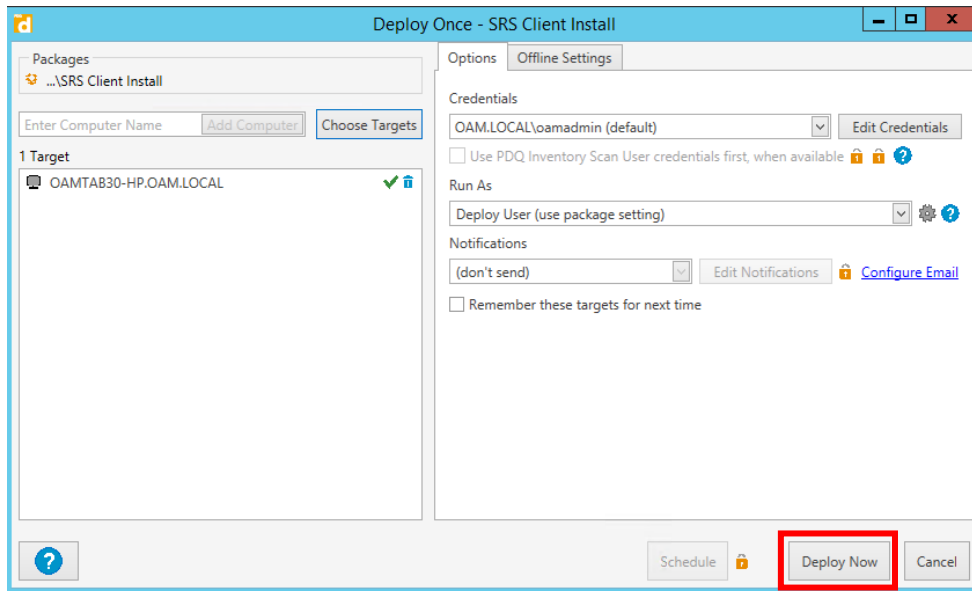 Deploy Once - SRS Client Install
Packages
...\SRS Client Install
Enter Computer Name
Add Computer
Choose Targets
1 Target
OAMTAB30-HP.OAM.LOCAL
Options
Offline Settings
Credentials
OAM.LOCAL\oamadmin (default)
Edit Credentials
Use PDQ Inventory Scan User credentials first, when available
Run As
Deploy User (use package setting)
Notifications
(don't send)
Edit Notifications
Configure Email
Remember these targets for next time
Schedule
Deploy Now
Cancel